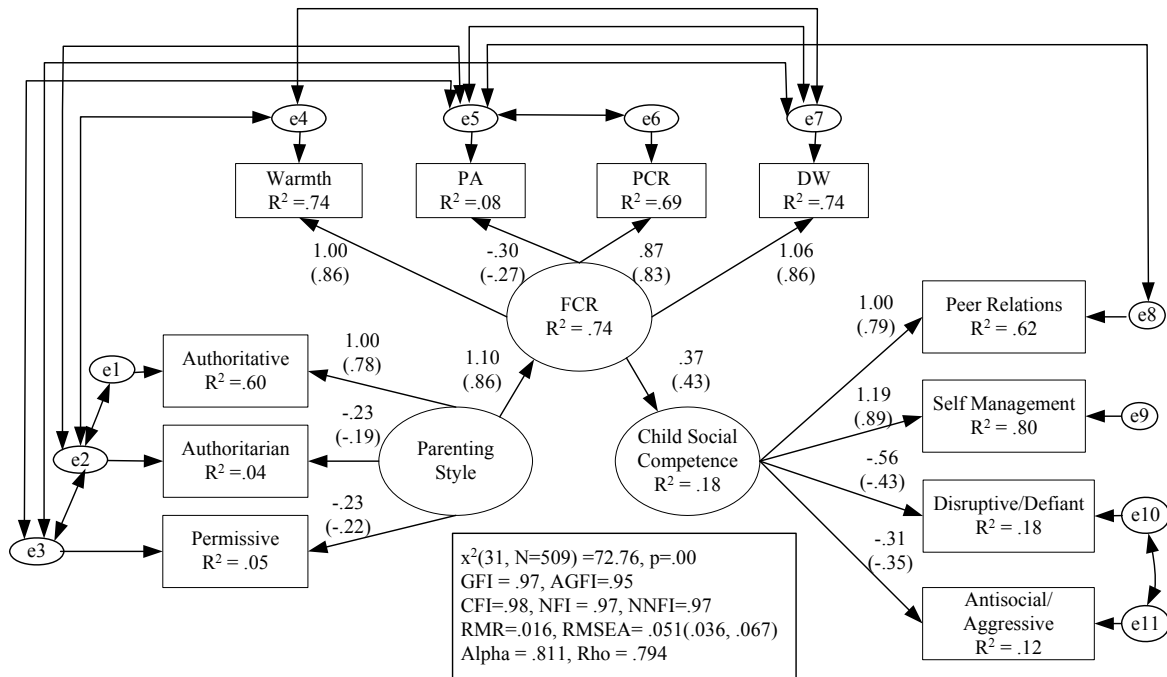 e4
e5
e6
e7
Warmth
R² =.74
PA
R² =.08
PCR
R² =.69
DW
R² =.74
1.00
(.86)
-.30
(-.27)
.87
(.83)
1.06
(.86)
FCR
R² = .74
1.00
(.79)
Peer Relations
R² = .62
e8
e1
Authoritative
R² =.60
1.00
(.78)
1.10
(.86)
.37
(.43)
1.19
(.89)
Self Management
R² = .80
e9
e2
Authoritarian
R² =.04
-.23
(-.19)
Parenting
Style
Child Social
Competence
R² = .18
-.56
(-.43)
Disruptive/Defiant
R² = .18
e10
e3
Permissive
R² = .05
-.23
(-.22)
-.31
(-.35)
Antisocial/
Aggressive
R² = .12
e11
x²(31, N=509) =72.76, p=.00
GFI = .97, AGFI=.95
CFI=.98, NFI = .97, NNFI=.97
RMR=.016, RMSEA= .051(.036, .067)
Alpha = .811, Rho = .794